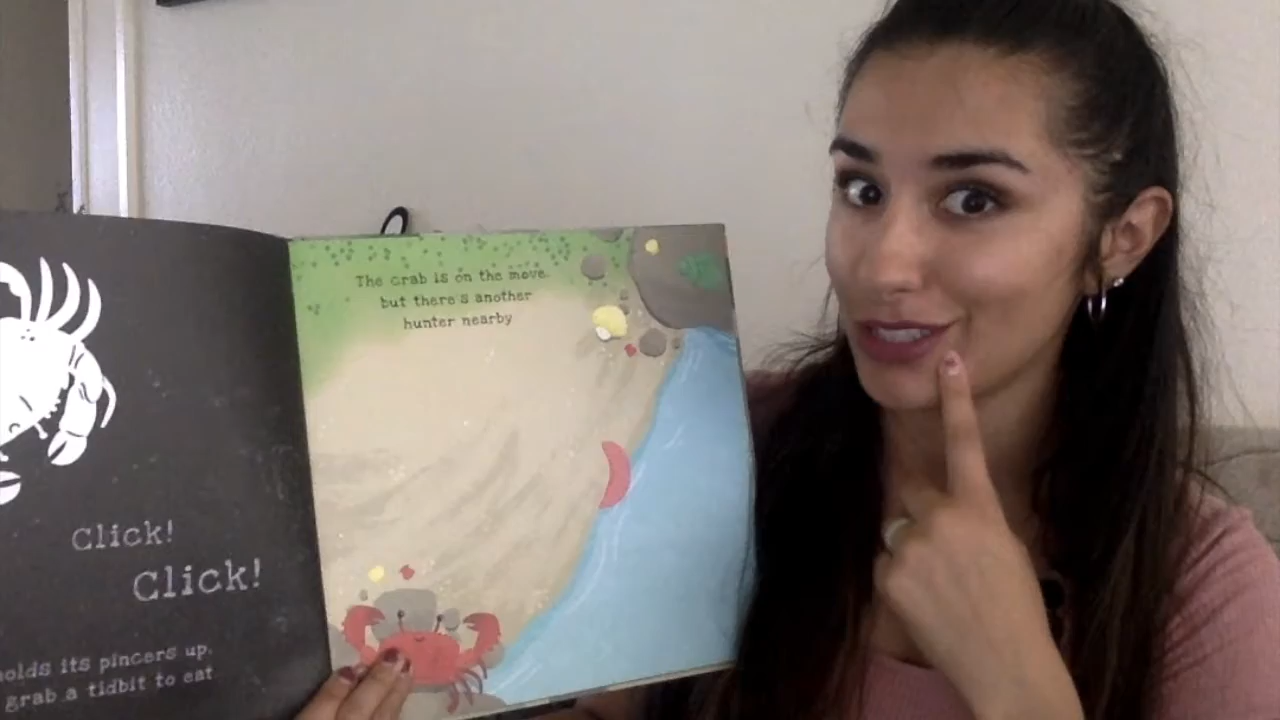 Click!
Click!
holds its pincers up.
grab a tidbit to eat
The crab is on the move
but there's another
hunter nearby